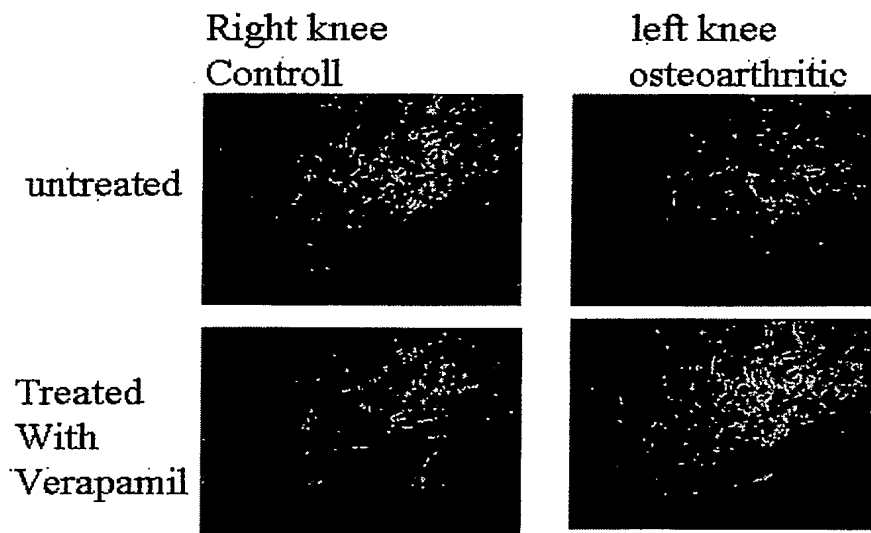 Right knee
Controll
left knee
osteoarthritic
untreated
Treated
With
Verapamil